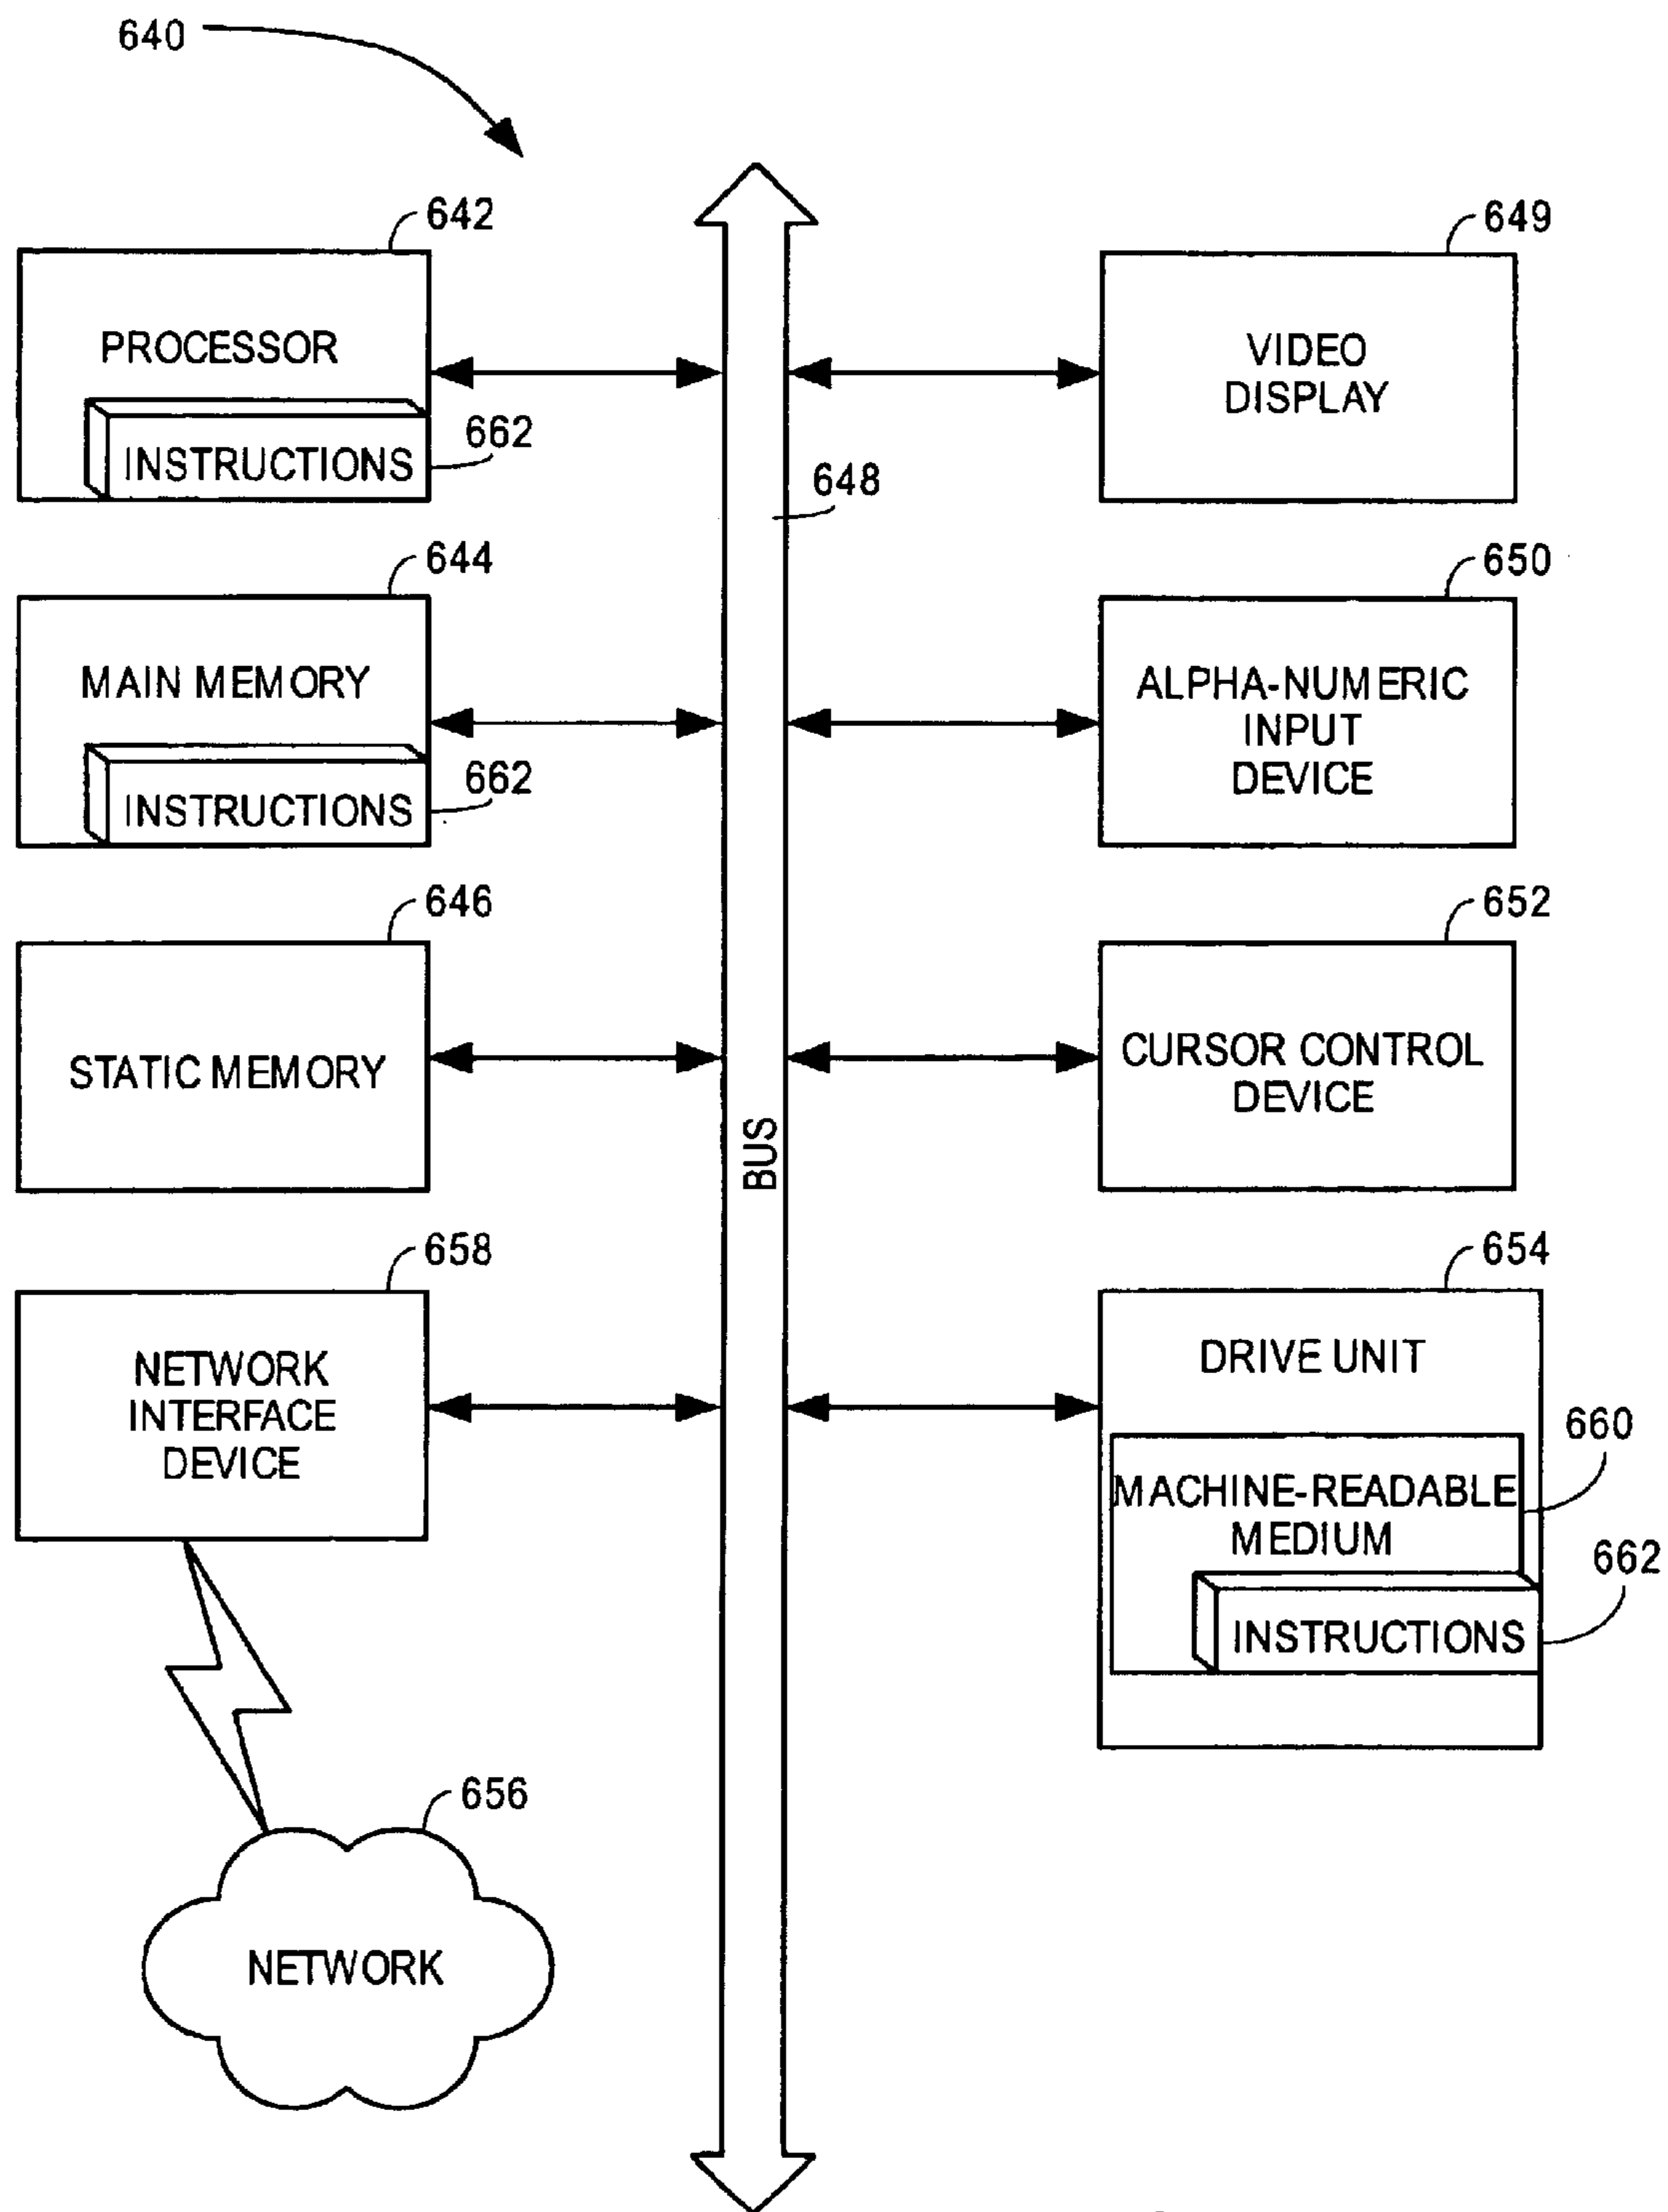 640
642
PROCESSOR
INSTRUCTIONS
662
644
MAIN MEMORY
INSTRUCTIONS
662
646
STATIC MEMORY
658
NETWORK
INTERFACE
DEVICE
656
NETWORK
648
BUS
649
VIDEO
DISPLAY
650
ALPHA-NUMERIC
INPUT
DEVICE
652
CURSOR CONTROL
DEVICE
654
DRIVE UNIT
660
MACHINE-READABLE
MEDIUM
662
INSTRUCTIONS